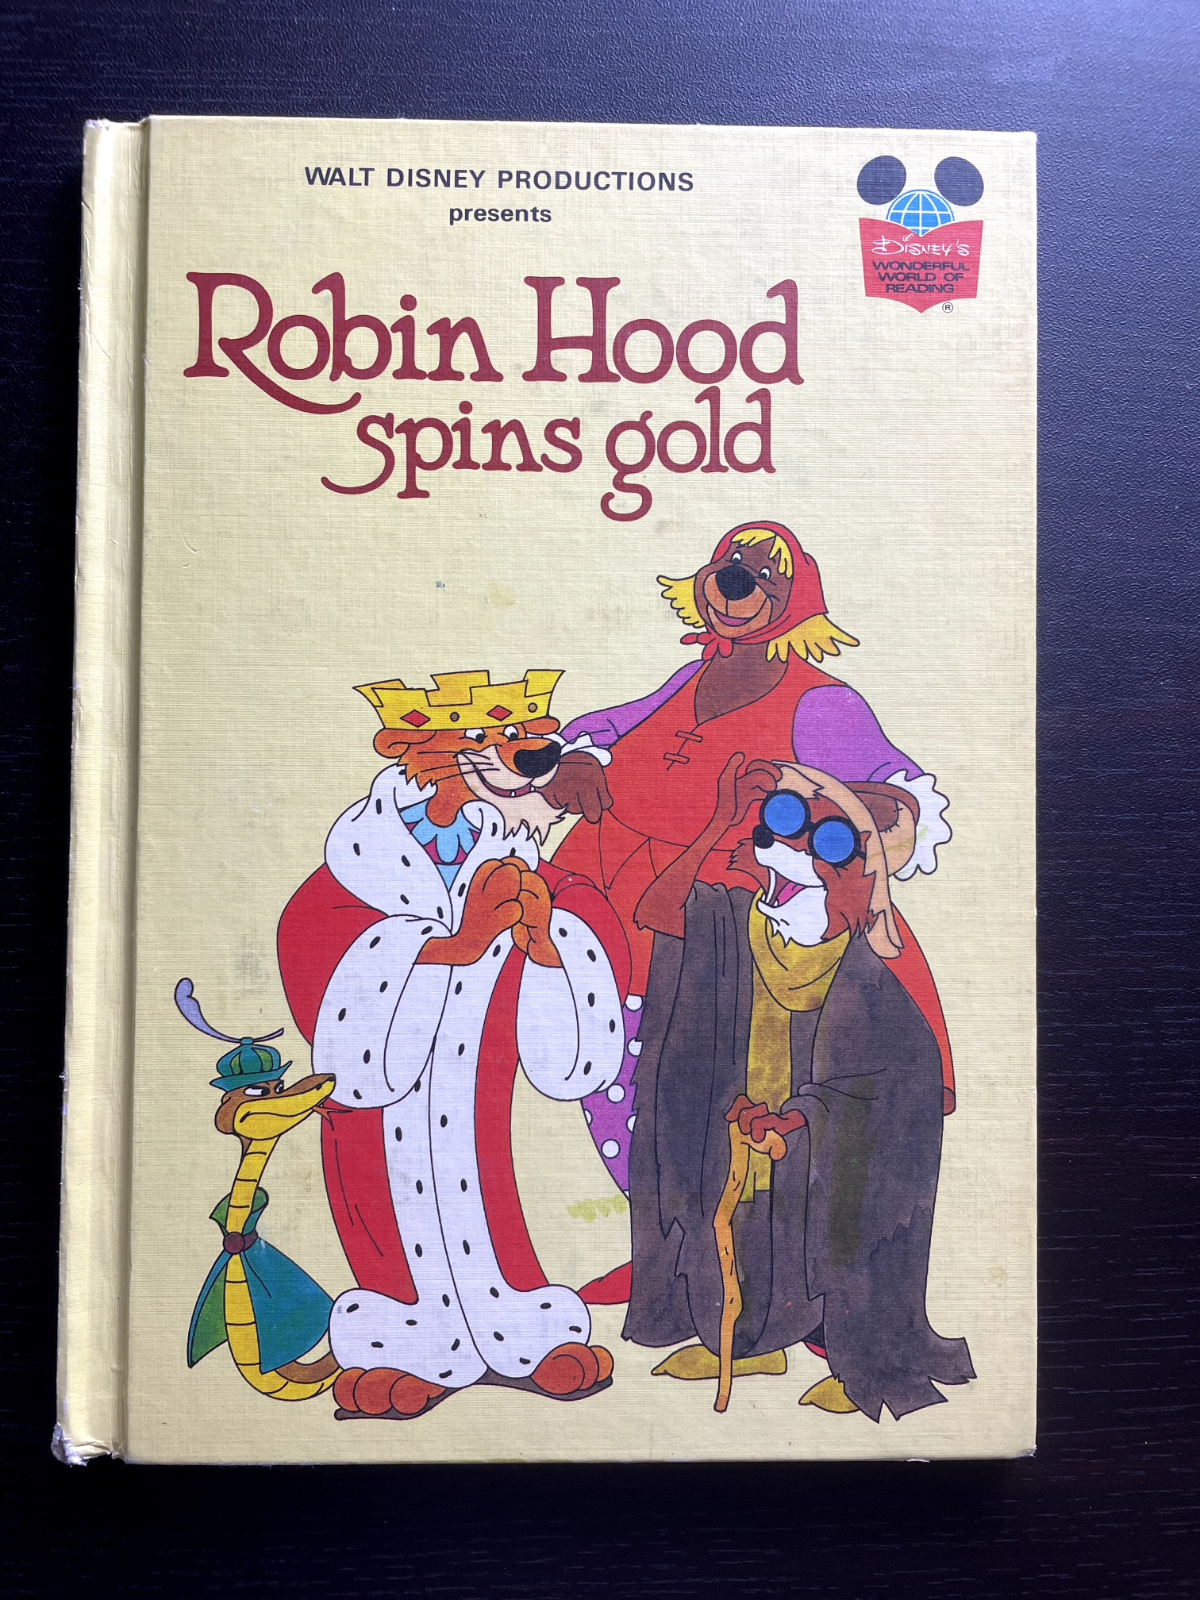 WALT DISNEY PRODUCTIONS
presents
DISNEY'S
WONDERFUL
WORLD OF
READING
®
Robin Hood
spins gold